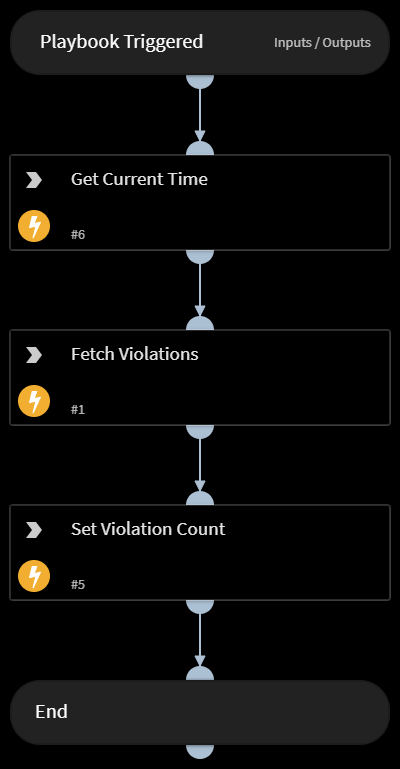 Playbook Triggered Inputs / Outputs
Get Current Time
#6
Fetch Violations
#1
Set Violation Count
#5
End